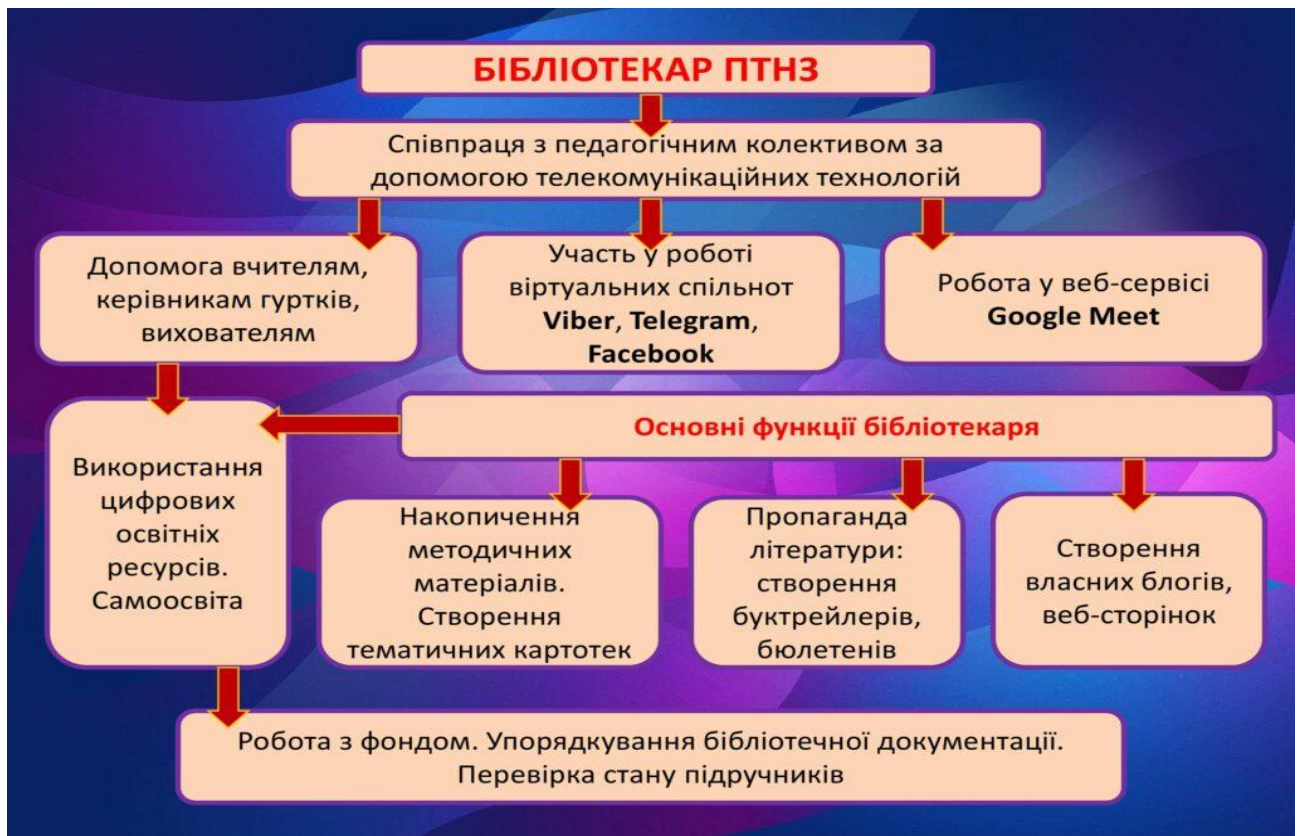 БІБЛІОТЕКАР ПТНЗ
Співпраця з педагогічним колективом за
допомогою телекомунікаційних технологій
Допомога вчителям,
керівникам гуртків,
вихователям
Участь у роботі
віртуальних спільнот
Viber, Telegram,
Facebook
Робота у веб-сервісі
Google Meet
Основні функції бібліотекаря
Використання
цифрових
освітніх
ресурсів.
Самоосвіта
Накопичення
методичних
матеріалів.
Створення
тематичних картотек
Пропаганда
літератури:
створення
буктрейлерів,
бюлетенів
Створення
власних блогів,
веб-сторінок
Робота з фондом. Упорядкування бібліотечної документації.
Перевірка стану підручників